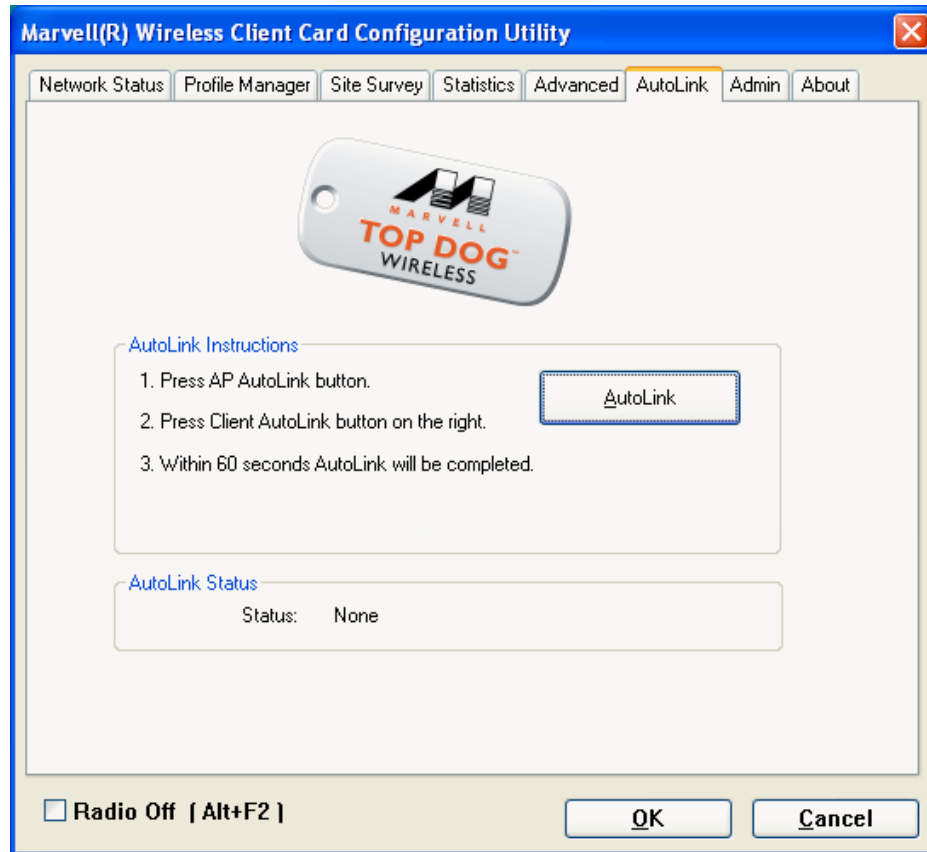 Marvell(R) Wireless Client Card Configuration Utility
Network Status Profile Manager Site Survey Statistics Advanced AutoLink Admin About
MARVELL
TOP DOG™
WIRELESS
AutoLink Instructions
1. Press AP AutoLink button.
AutoLink
2. Press Client AutoLink button on the right.
3. Within 60 seconds AutoLink will be completed.
AutoLink Status
Status: None
Radio Off ( Alt+F2 )
OK Cancel